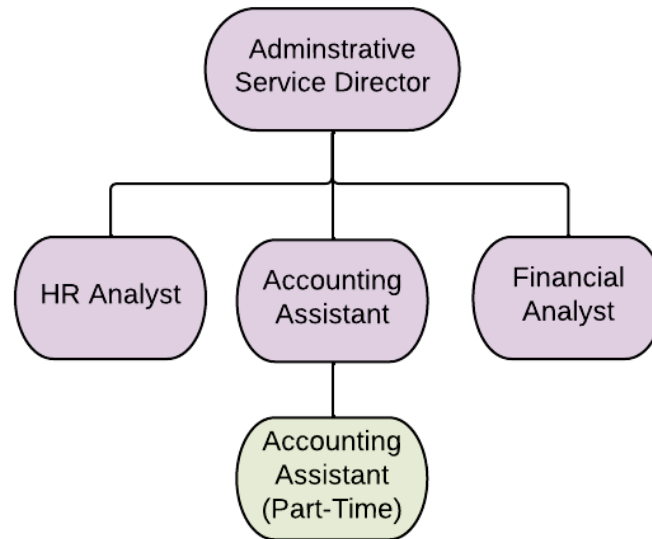 Adminstrative
Service Director
HR Analyst
Accounting
Assistant
Financial
Analyst
Accounting
Assistant
(Part-Time)